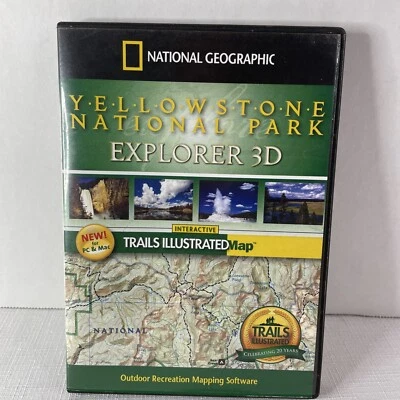 NATIONAL GEOGRAPHIC
YELLOWSTONE
NATIONAL PARK
EXPLORER 3D
INTERACTIVE
TRAILS ILLUSTRATED Map™
NEW!
for
PC & Mac
NATIONAL
TRAILS
ILLUSTRATED
CELEBRATING 20 YEARS
Outdoor Recreation Mapping Software